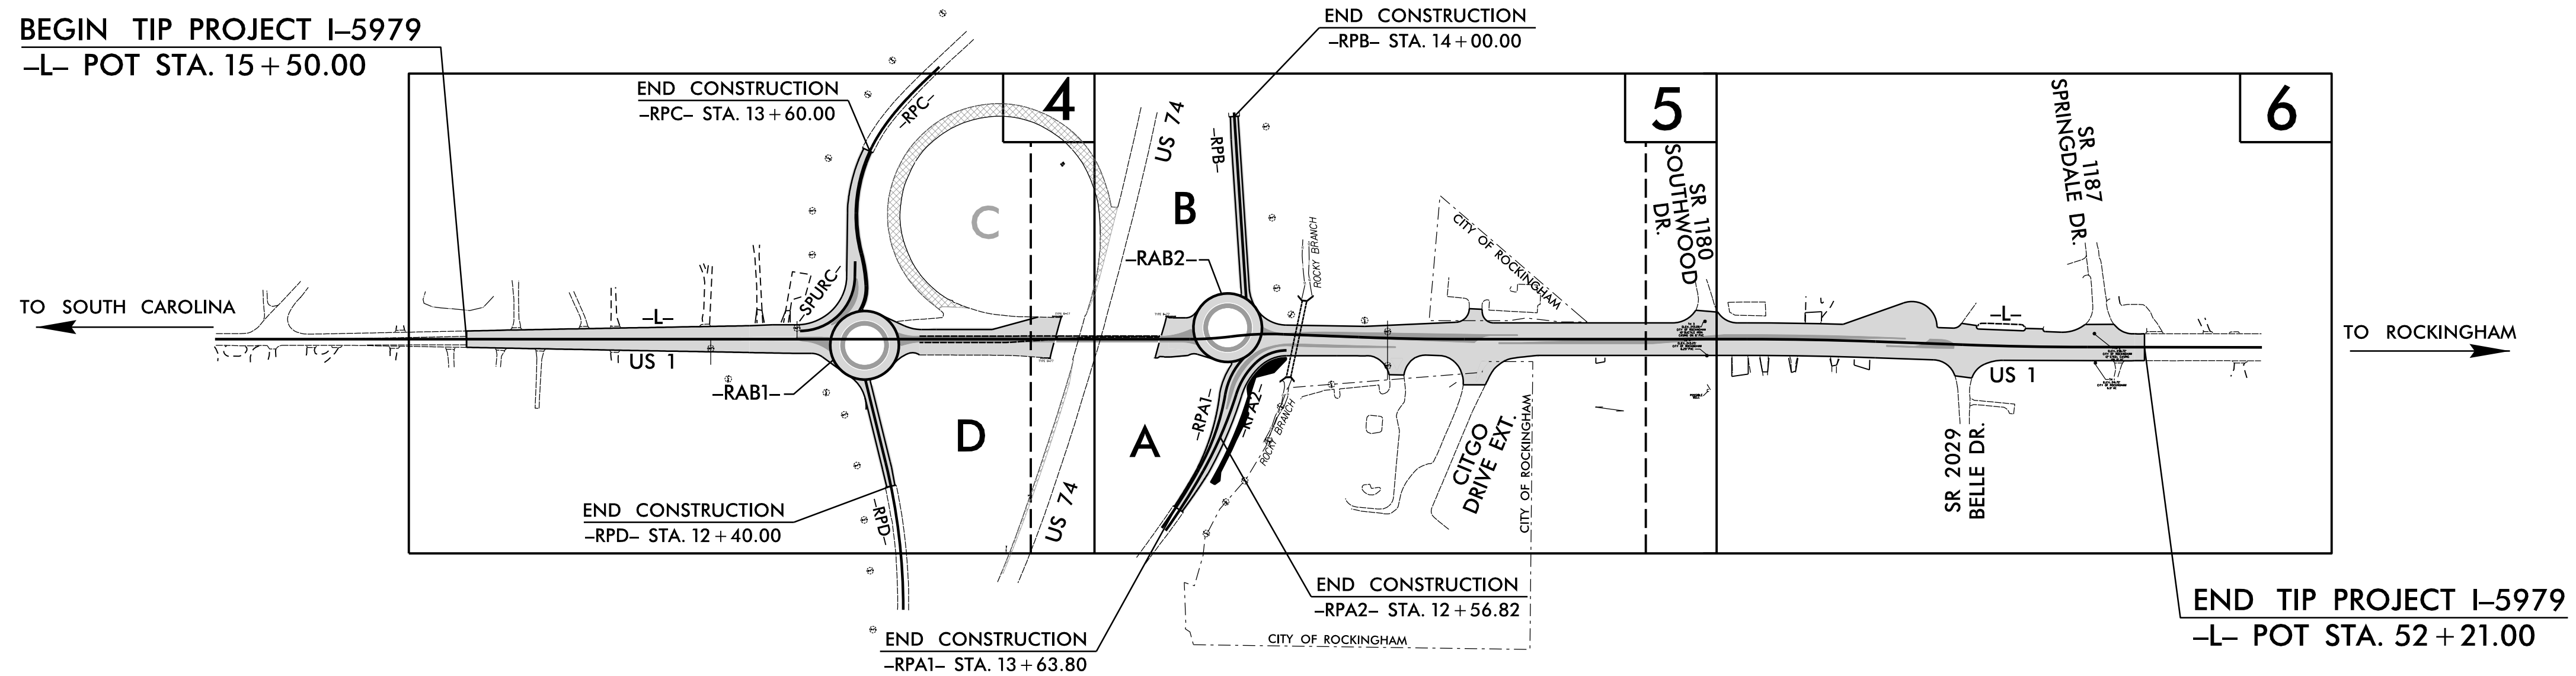 BEGIN TIP PROJECT I–5979
–L– POT STA. 15+50.00
END CONSTRUCTION
–RPB– STA. 14+00.00
END CONSTRUCTION
–RPC– STA. 13+60.00
–RPC–
4
US 74
–RPB–
5
6
SR 1187
SPRINGDALE DR.
SR 1180
SOUTHWOOD
DR.
C
B
–RAB2–
ROCKY BRANCH
CITY OF ROCKINGHAM
–SPURC–
TO SOUTH CAROLINA
–L–
US 1
–RAB1–
–L–
US 1
TO ROCKINGHAM
D
A
–RPA1–
–RPA2–
ROCKY BRANCH
CITGO
DRIVE EXT.
CITY OF ROCKINGHAM
SR 2029
BELLE DR.
US 74
END CONSTRUCTION
–RPD– STA. 12+40.00
–RPD–
END CONSTRUCTION
–RPA2– STA. 12+56.82
CITY OF ROCKINGHAM
END CONSTRUCTION
–RPA1– STA. 13+63.80
END TIP PROJECT I–5979
–L– POT STA. 52+21.00